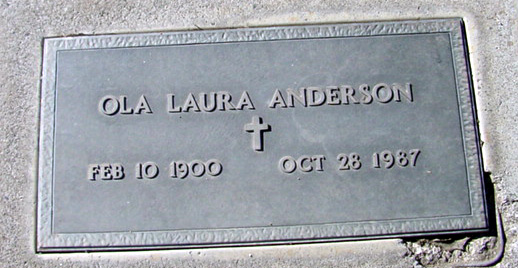 OLA LAURA ANDERSON
FEB 10 1900 OCT 28 1987